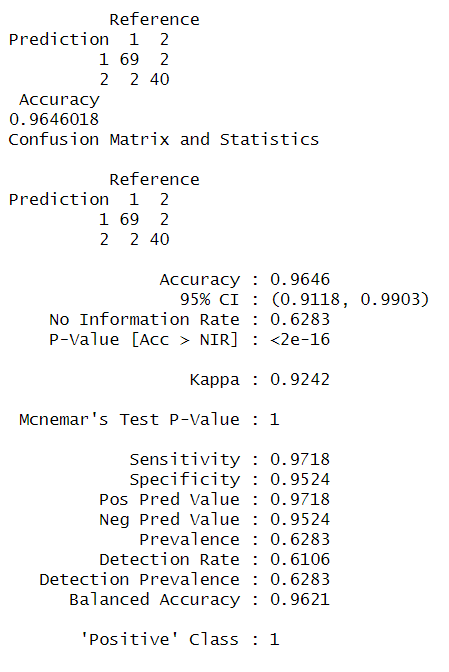 Reference
Prediction  1  2
         1 69  2
         2  2 40
 Accuracy
0.9646018
Confusion Matrix and Statistics

          Reference
Prediction  1  2
         1 69  2
         2  2 40

               Accuracy : 0.9646
                 95% CI : (0.9118, 0.9903)
    No Information Rate : 0.6283
    P-Value [Acc > NIR] : <2e-16

                  Kappa : 0.9242

 Mcnemar's Test P-Value : 1

            Sensitivity : 0.9718
            Specificity : 0.9524
         Pos Pred Value : 0.9718
         Neg Pred Value : 0.9524
             Prevalence : 0.6283
         Detection Rate : 0.6106
   Detection Prevalence : 0.6283
      Balanced Accuracy : 0.9621

       'Positive' Class : 1